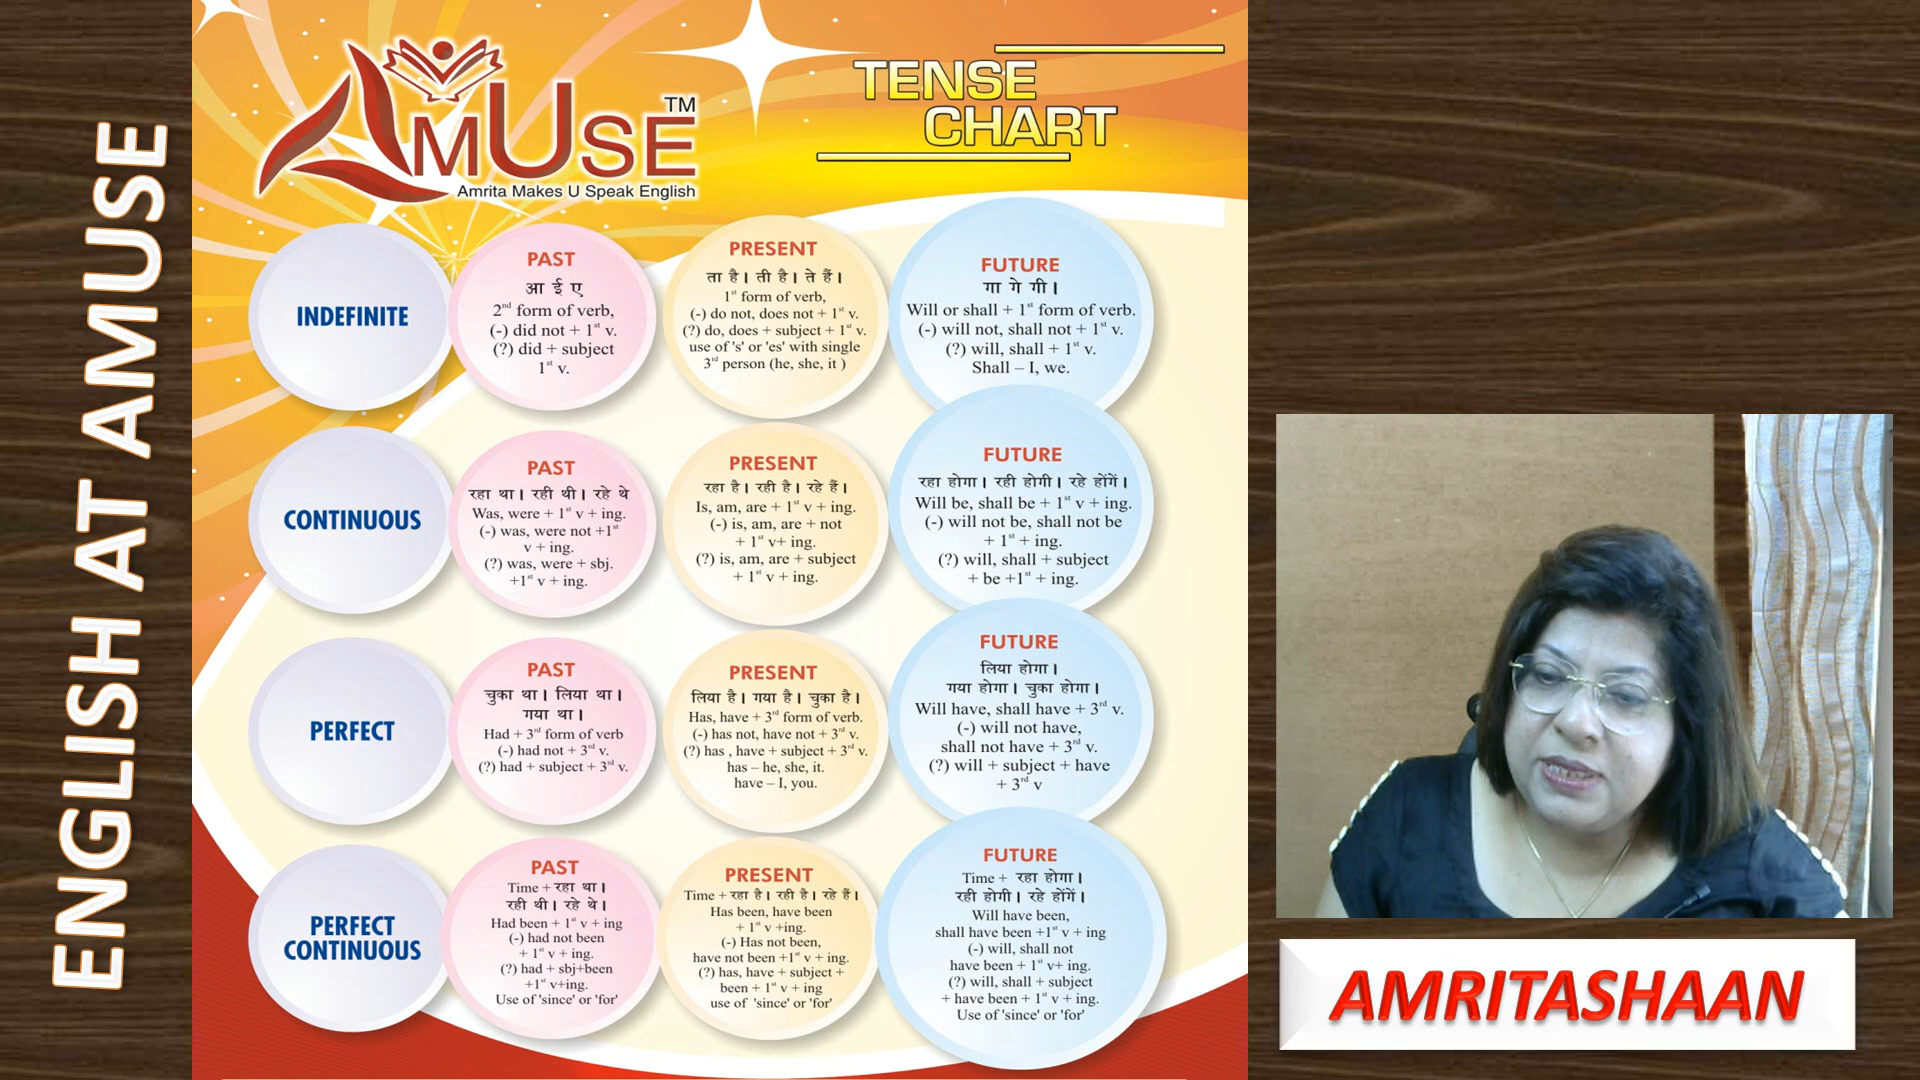 ENGLISH AT AMUSE
AMUSE TM
Amrita Makes U Speak English
TENSE
CHART
INDEFINITE
PAST
आ ई ए
2nd form of verb,
(-) did not + 1st v.
(?) did + subject
1st v.
PRESENT
ता है। ती है। ते हैं।
1st form of verb,
(-) do not, does not + 1st v.
(?) do, does + subject + 1st v.
use of 's' or 'es' with single
3rd person (he, she, it )
FUTURE
गा गे गी।
Will or shall + 1st form of verb.
(-) will not, shall not + 1st v.
(?) will, shall + 1st v.
Shall – I, we.
CONTINUOUS
PAST
रहा था। रही थी। रहे थे
Was, were + 1st v + ing.
(-) was, were not +1st
v + ing.
(?) was, were + sbj.
+1st v + ing.
PRESENT
रहा है। रही है। रहे हैं।
Is, am, are + 1st v + ing.
(-) is, am, are + not
+ 1st v+ ing.
(?) is, am, are + subject
+ 1st v + ing.
FUTURE
रहा होगा। रही होगी। रहे होंगें।
Will be, shall be + 1st v + ing.
(-) will not be, shall not be
+ 1st + ing.
(?) will, shall + subject
+ be +1st + ing.
PERFECT
PAST
चुका था। लिया था।
गया था।
Had + 3rd form of verb
(-) had not + 3rd v.
(?) had + subject + 3rd v.
PRESENT
लिया है। गया है। चुका है।
Has, have + 3rd form of verb.
(-) has not, have not + 3rd v.
(?) has , have + subject + 3rd v.
has – he, she, it.
have – I, you.
FUTURE
लिया होगा।
गया होगा। चुका होगा।
Will have, shall have + 3rd v.
(-) will not have,
shall not have + 3rd v.
(?) will + subject + have
+ 3rd v
PERFECT
CONTINUOUS
PAST
Time + रहा था।
रही थी। रहे थे।
Had been + 1st v + ing
(-) had not been
+ 1st v + ing.
(?) had + sbj+been
+1st v+ing.
Use of 'since' or 'for'
PRESENT
Time + रहा है। रही है। रहे हैं।
Has been, have been
+ 1st v +ing.
(-) Has not been,
have not been +1st v + ing.
(?) has, have + subject +
been + 1st v + ing
use of 'since' or 'for'
FUTURE
Time + रहा होगा।
रही होगी। रहे होंगें।
Will have been,
shall have been +1st v + ing
(-) will, shall not
have been + 1st v+ ing.
(?) will, shall + subject
+ have been + 1st v + ing.
Use of 'since' or 'for'
AMRITASHAAN